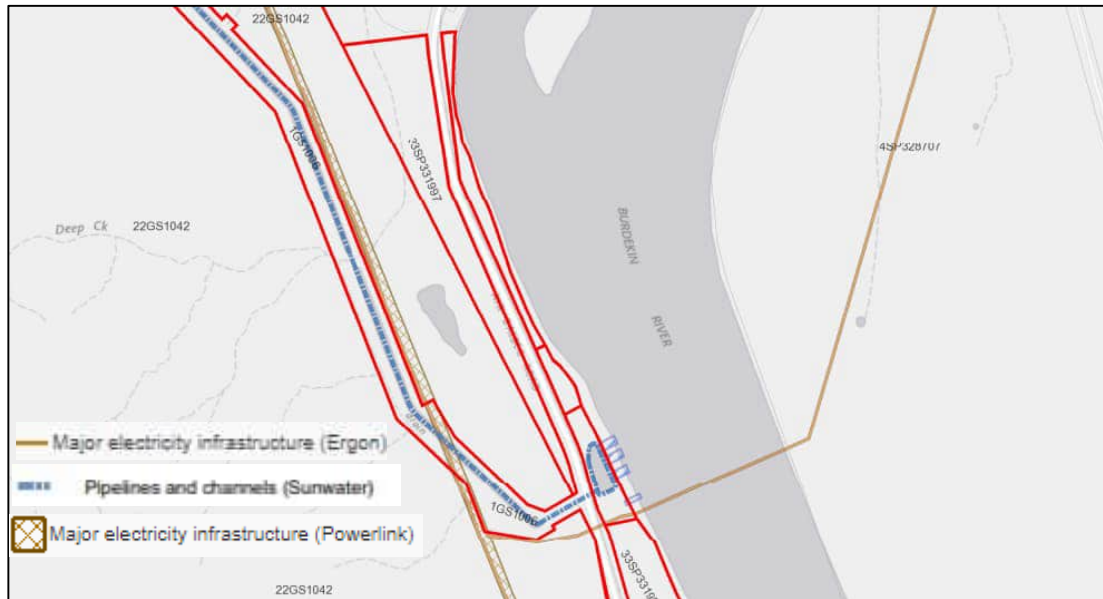 22GS1042
1GS1006
33SP331997
4SP328707
Deep Ck
22GS1042
BURDEKIN
RIVER
drain
Major electricity infrastructure (Ergon)
Pipelines and channels (Sunwater)
1GS1006
Major electricity infrastructure (Powerlink)
22GS1042